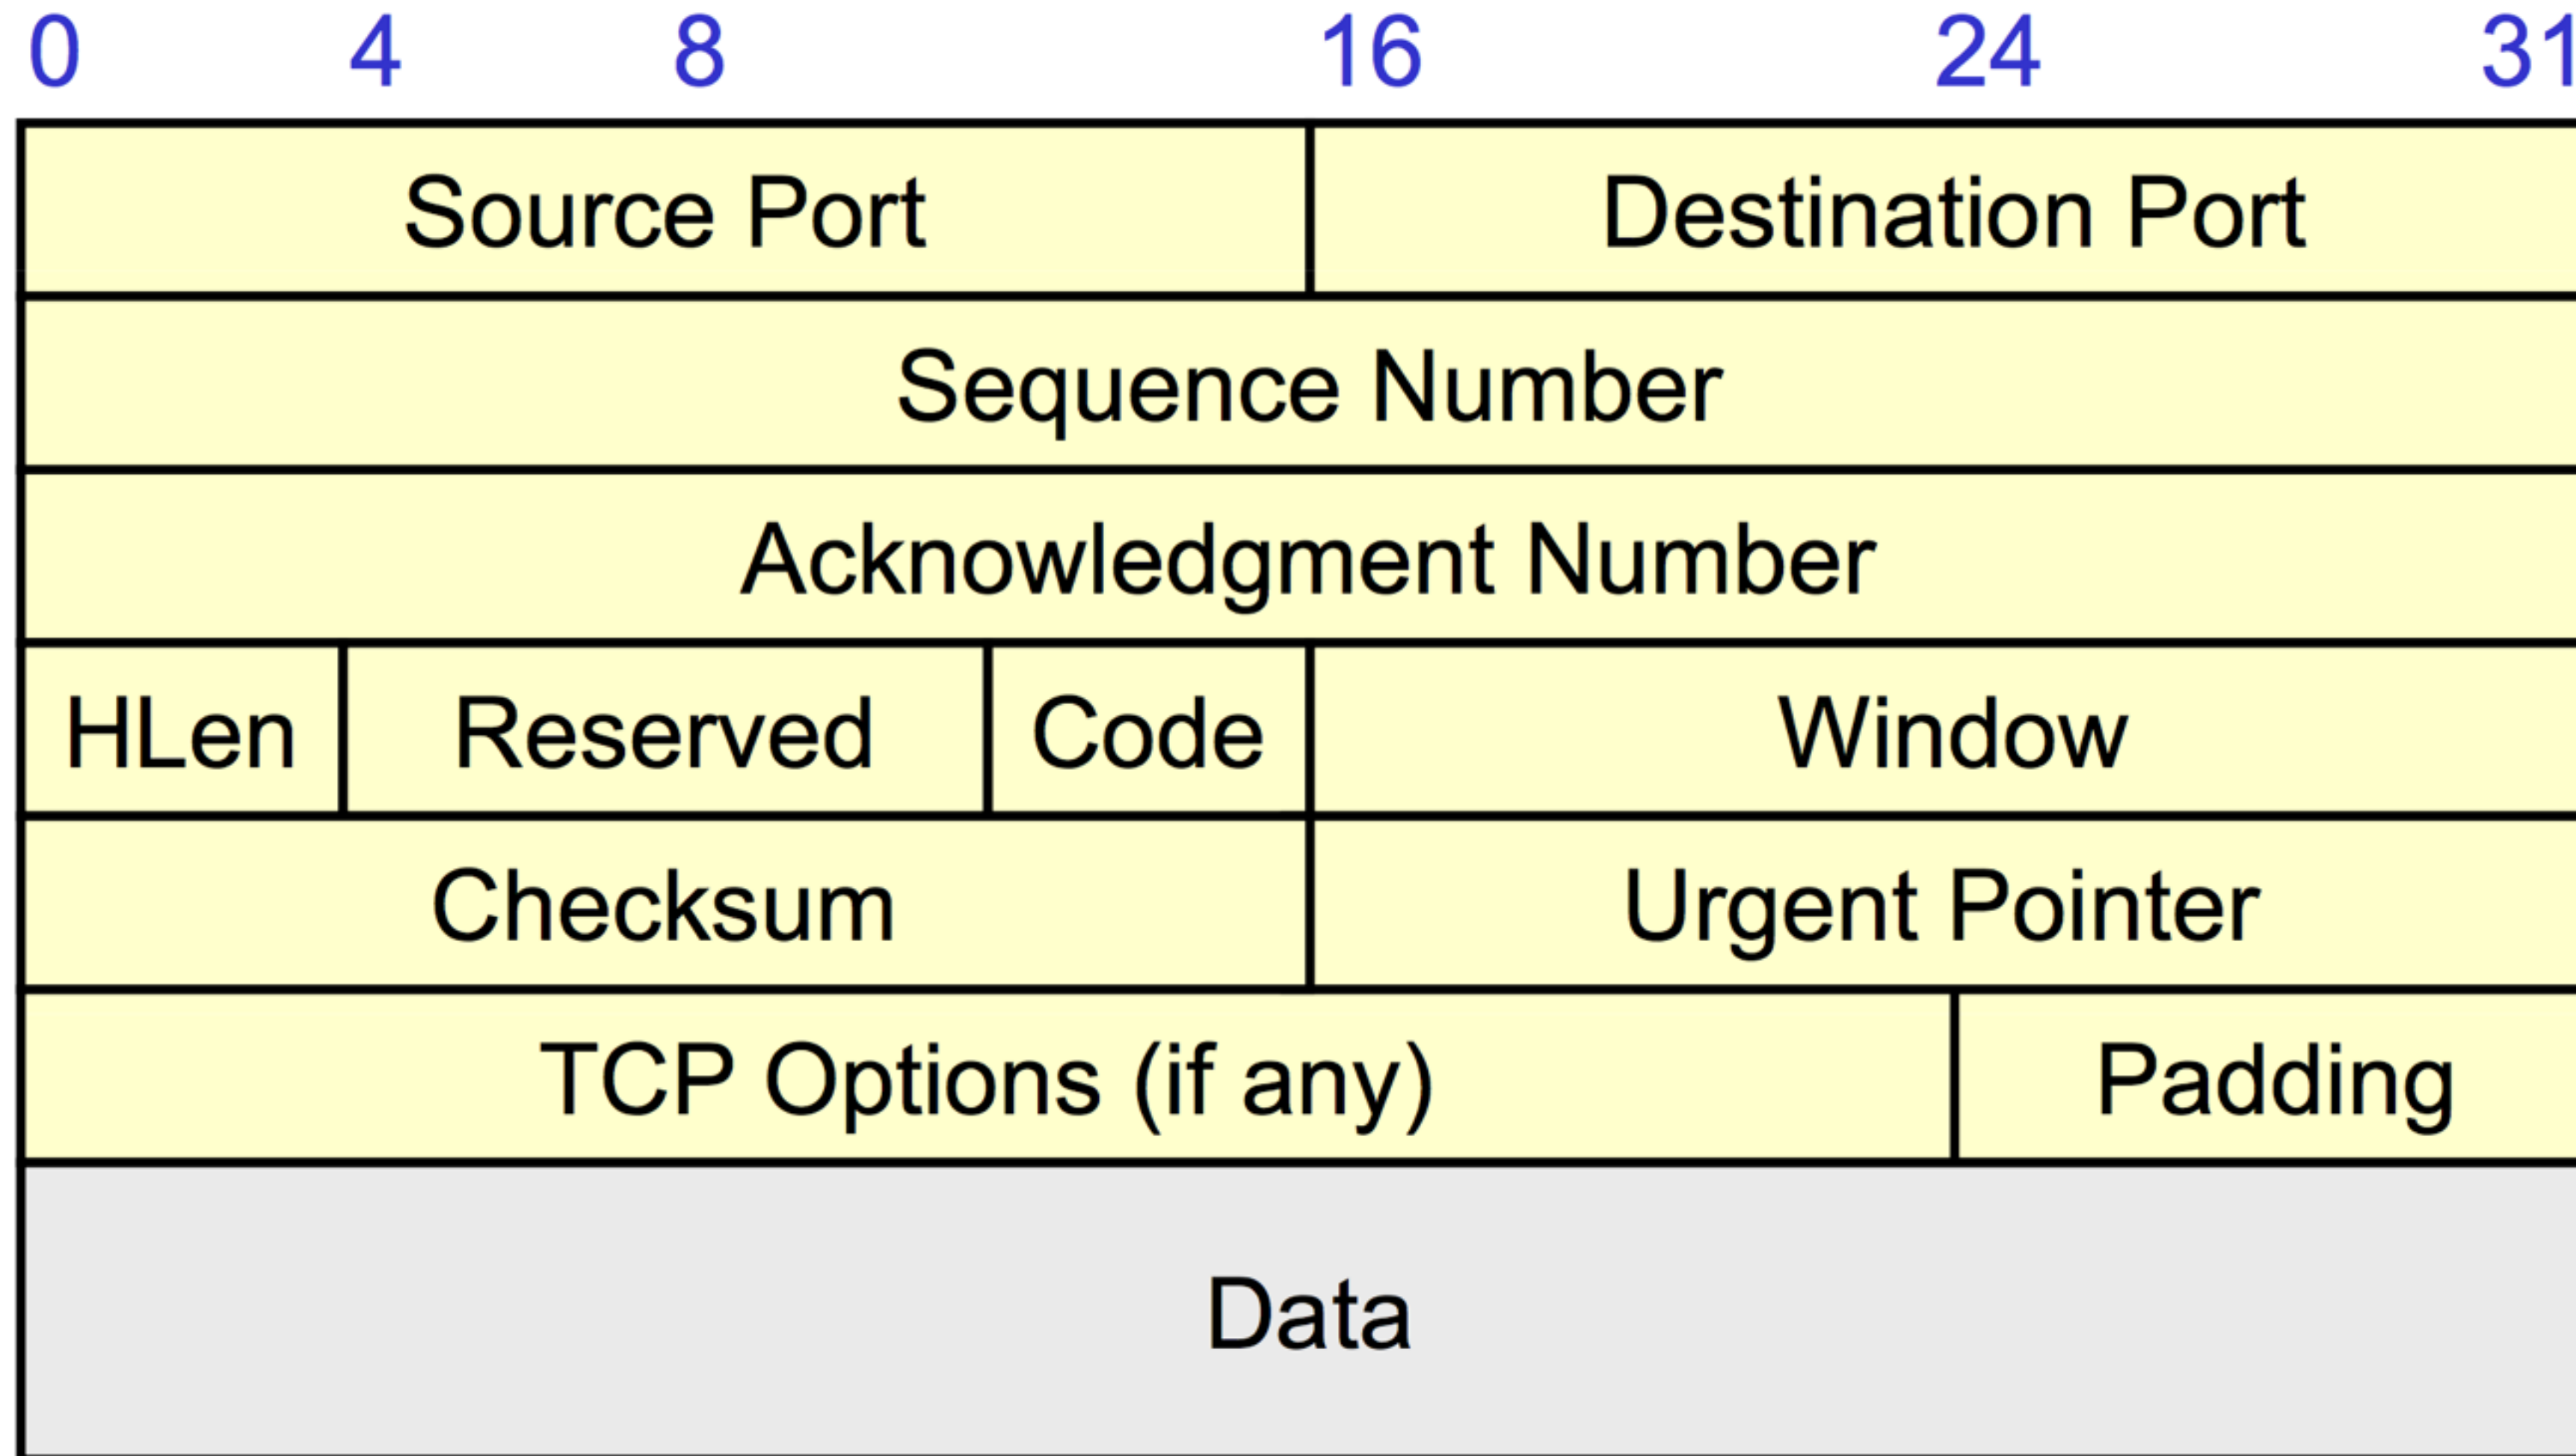 0 4 8 16 24 31
Source Port Destination Port
Sequence Number
Acknowledgment Number
HLen Reserved Code Window
Checksum Urgent Pointer
TCP Options (if any) Padding
Data